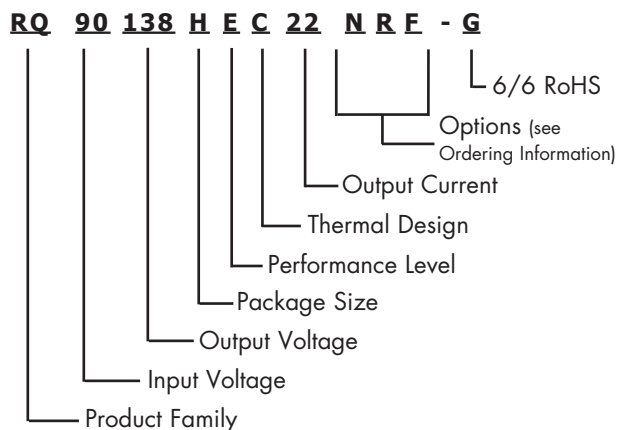 RQ 90 138 H E C 22 N R F - G
6/6 RoHS
Options (see
Ordering Information)
Output Current
Thermal Design
Performance Level
Package Size
Output Voltage
Input Voltage
Product Family